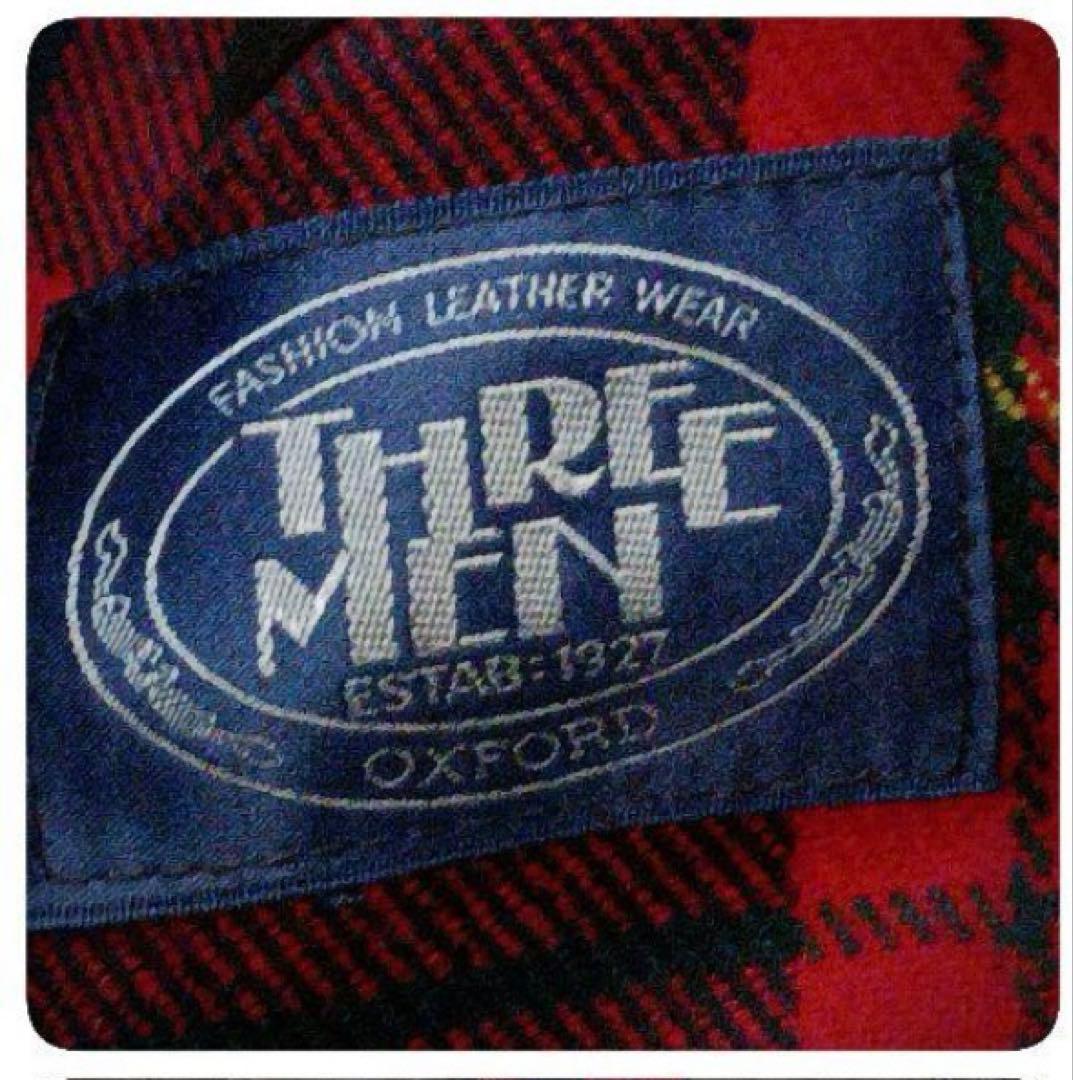 FASHION LEATHER WEAR
THREE
MEN
ESTAB: 1927
OXFORD